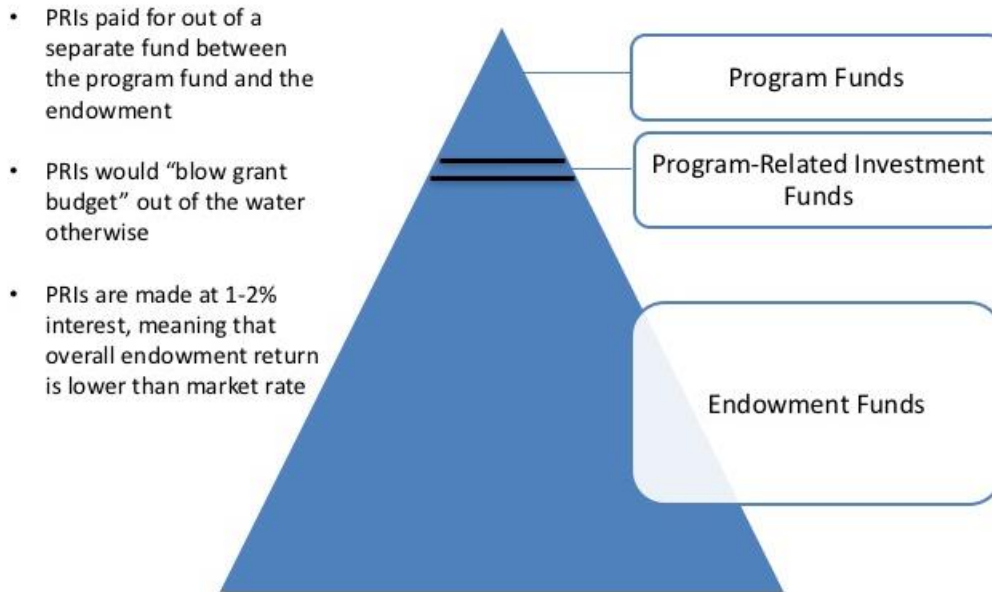 • PRIs paid for out of a
separate fund between
the program fund and the
endowment
• PRIs would “blow grant
budget” out of the water
otherwise
• PRIs are made at 1-2%
interest, meaning that
overall endowment return
is lower than market rate
Program Funds
Program-Related Investment
Funds
Endowment Funds